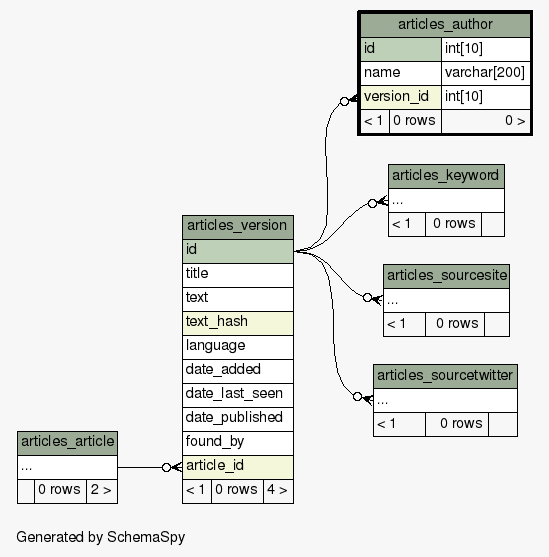 articles_author
id int[10]
name varchar[200]
version_id int[10]
< 1 0 rows 0 >
articles_keyword
...
< 1 0 rows
articles_version
id
title
text
text_hash
language
date_added
date_last_seen
date_published
found_by
article_id
< 1 0 rows 4 >
articles_sourcesite
...
< 1 0 rows
articles_sourcetwitter
...
< 1 0 rows
articles_article
...
0 rows 2 >
Generated by SchemaSpy